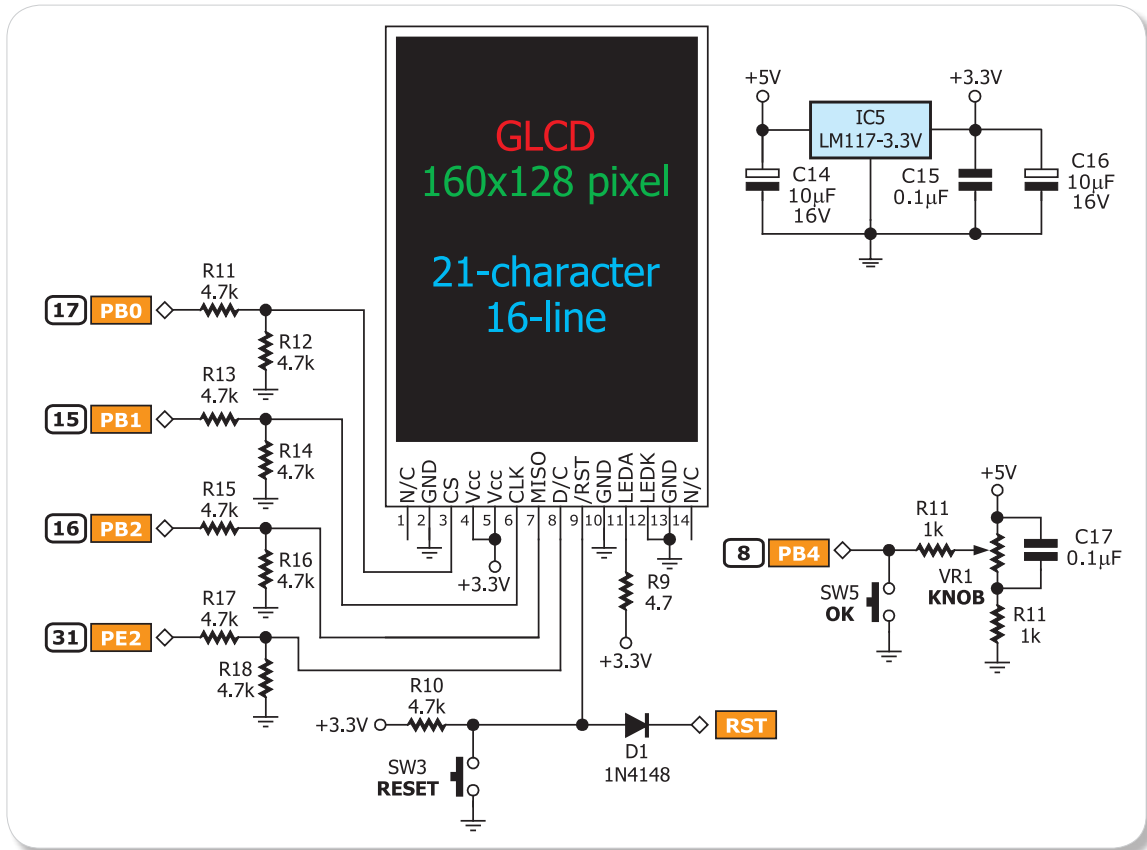 GLCD
160x128 pixel
21-character
16-line
+5V
+3.3V
IC5
LM117-3.3V
C14
10µF
16V
C15
0.1µF
C16
10µF
16V
R11
4.7k
17 PB0
R12
4.7k
R13
4.7k
15 PB1
R14
4.7k
R15
4.7k
16 PB2
R16
4.7k
R17
4.7k
31 PE2
R18
4.7k
N/C
GND
CS
Vcc
Vcc
CLK
MISO
D/C
/RST
GND
LEDA
LEDK
GND
N/C
1 2 3 4 5 6 7 8 9 10 11 12 13 14
+3.3V
R9
4.7
+3.3V
R10
4.7k
+3.3V
SW3
RESET
D1
1N4148
RST
+5V
R11
1k
8 PB4
C17
0.1µF
VR1
KNOB
SW5
OK
R11
1k